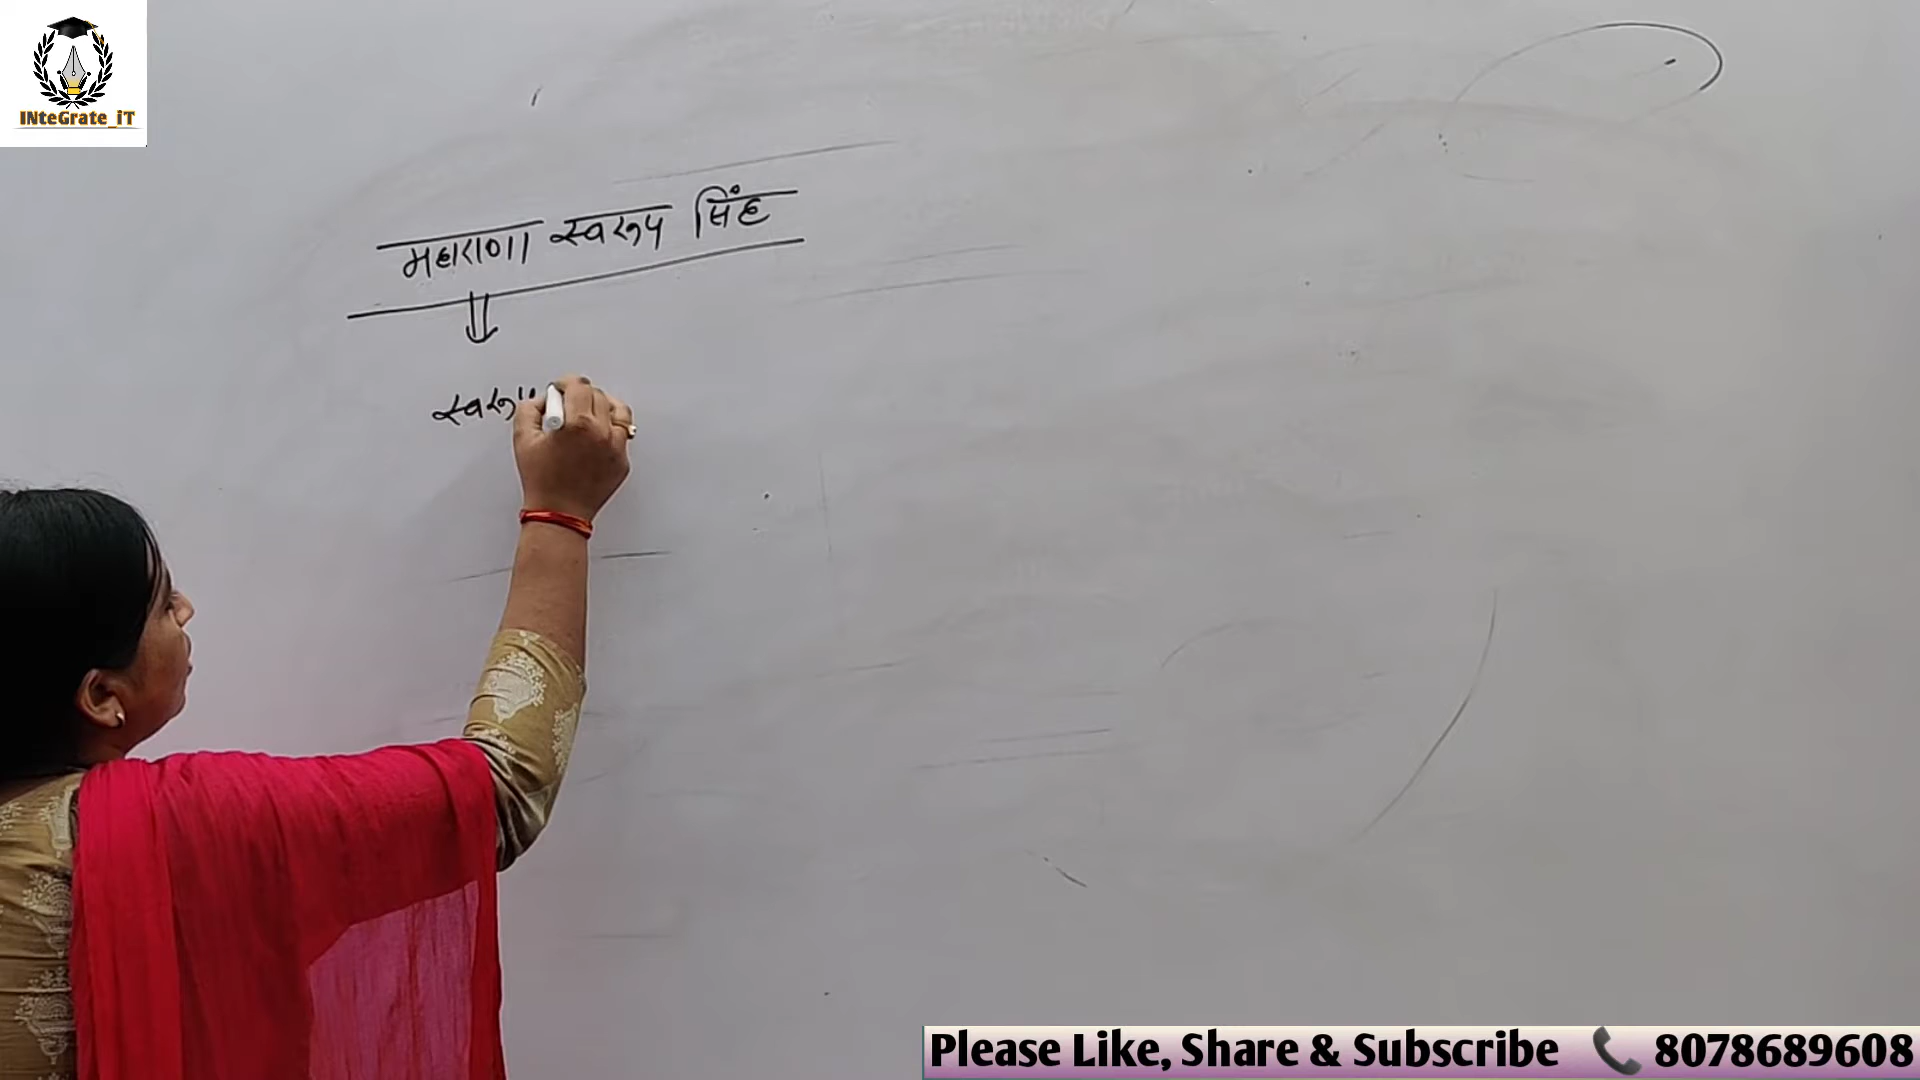 INteGrate_iT
महाराणा स्वरूप सिंह
स्वरूप
Please Like, Share & Subscribe 8078689608